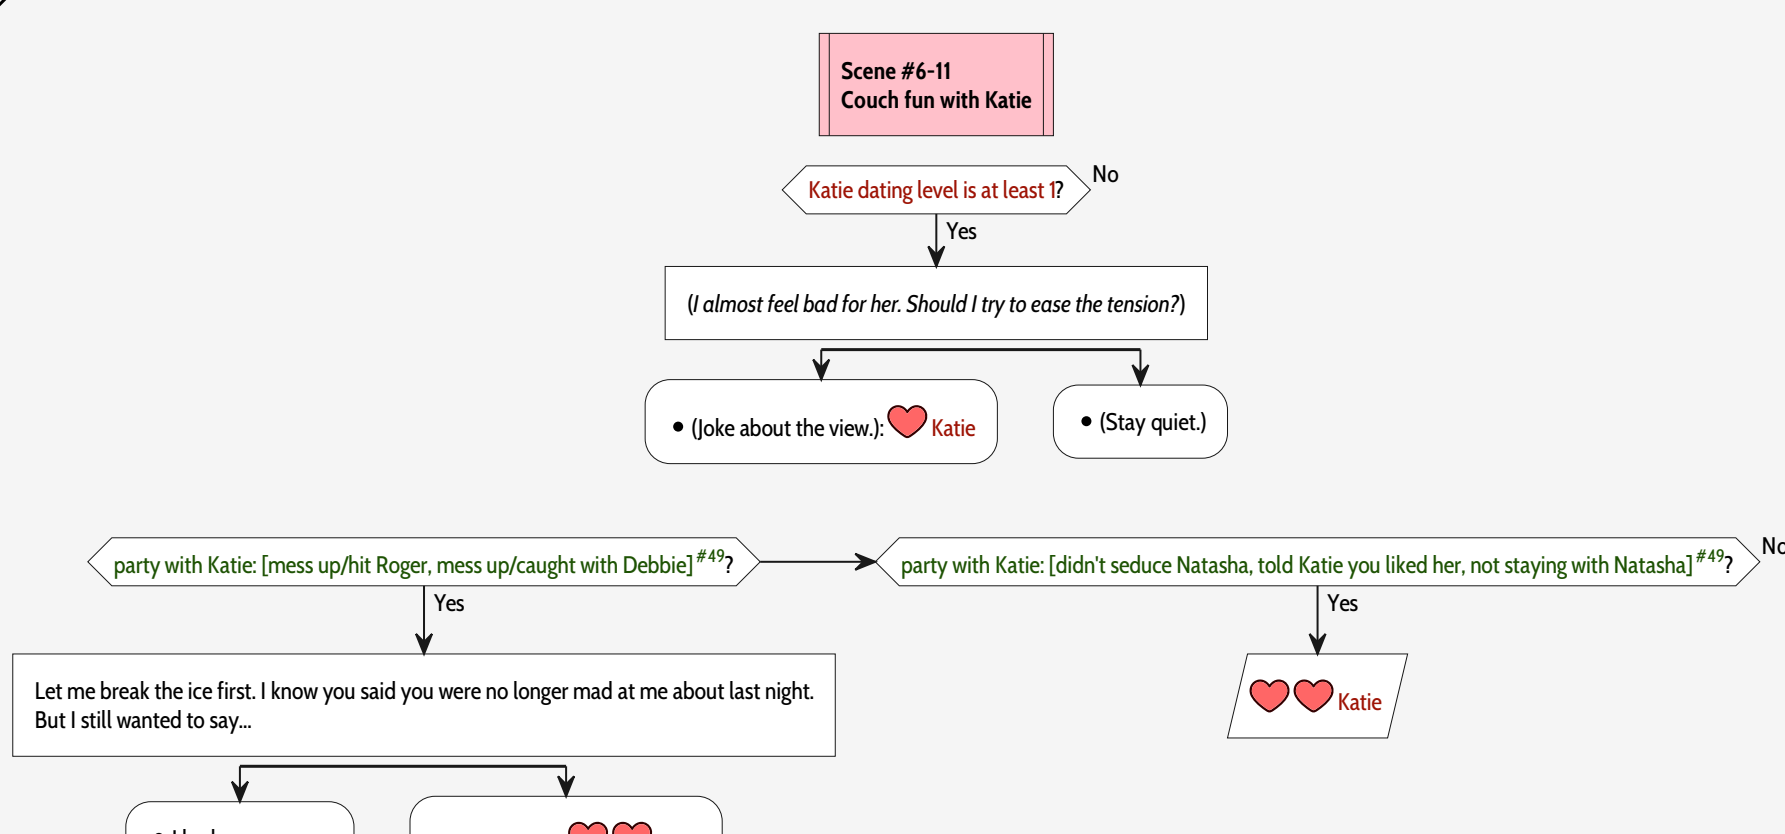 Scene #6-11
Couch fun with Katie
Katie dating level is at least 1?
No
Yes
(I almost feel bad for her. Should I try to ease the tension?)
• (Joke about the view.): Katie
• (Stay quiet.)
party with Katie: [mess up/hit Roger, mess up/caught with Debbie] #49?
party with Katie: [didn't seduce Natasha, told Katie you liked her, not staying with Natasha] #49?
No
Yes
Yes
Let me break the ice first. I know you said you were no longer mad at me about last night.
But I still wanted to say...
Katie